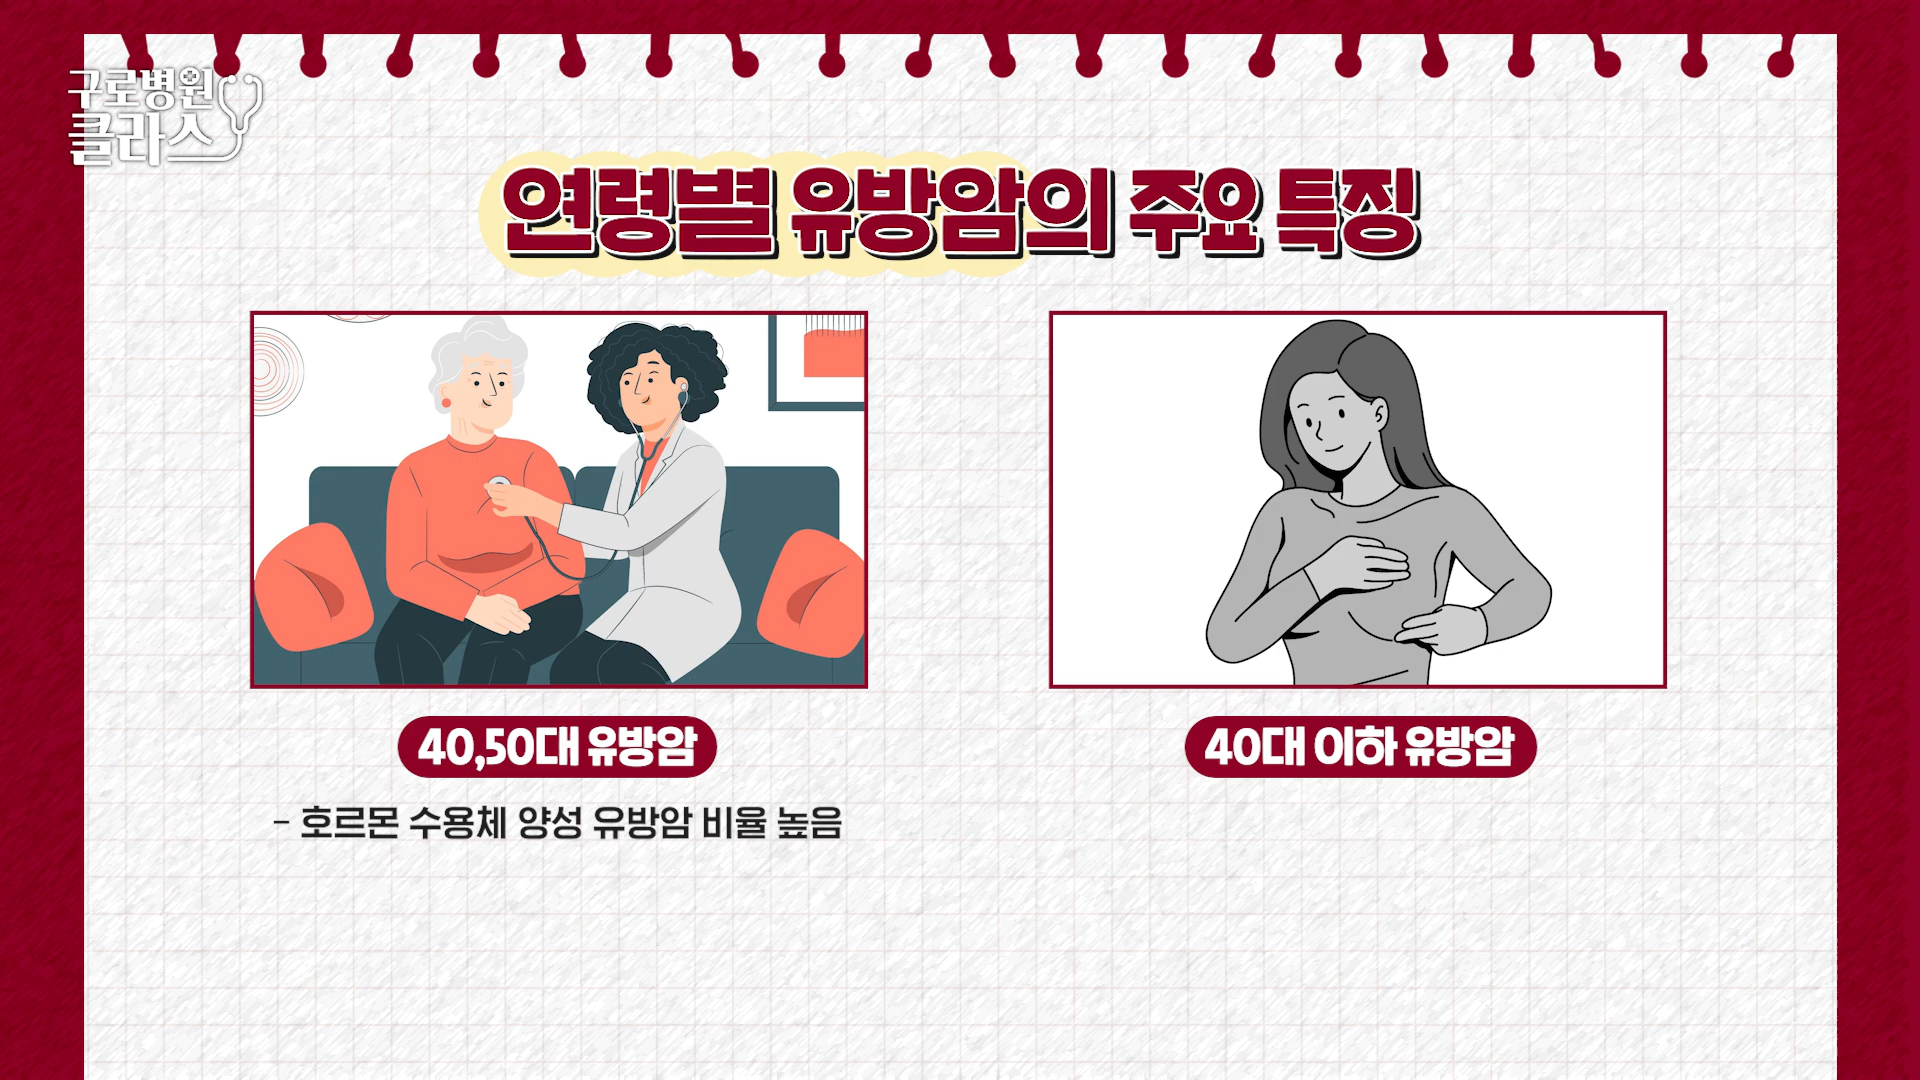 구로병원
클라스
연령별 유방암의 주요 특징
40,50대 유방암
40대 이하 유방암
- 호르몬 수용체 양성 유방암 비율 높음